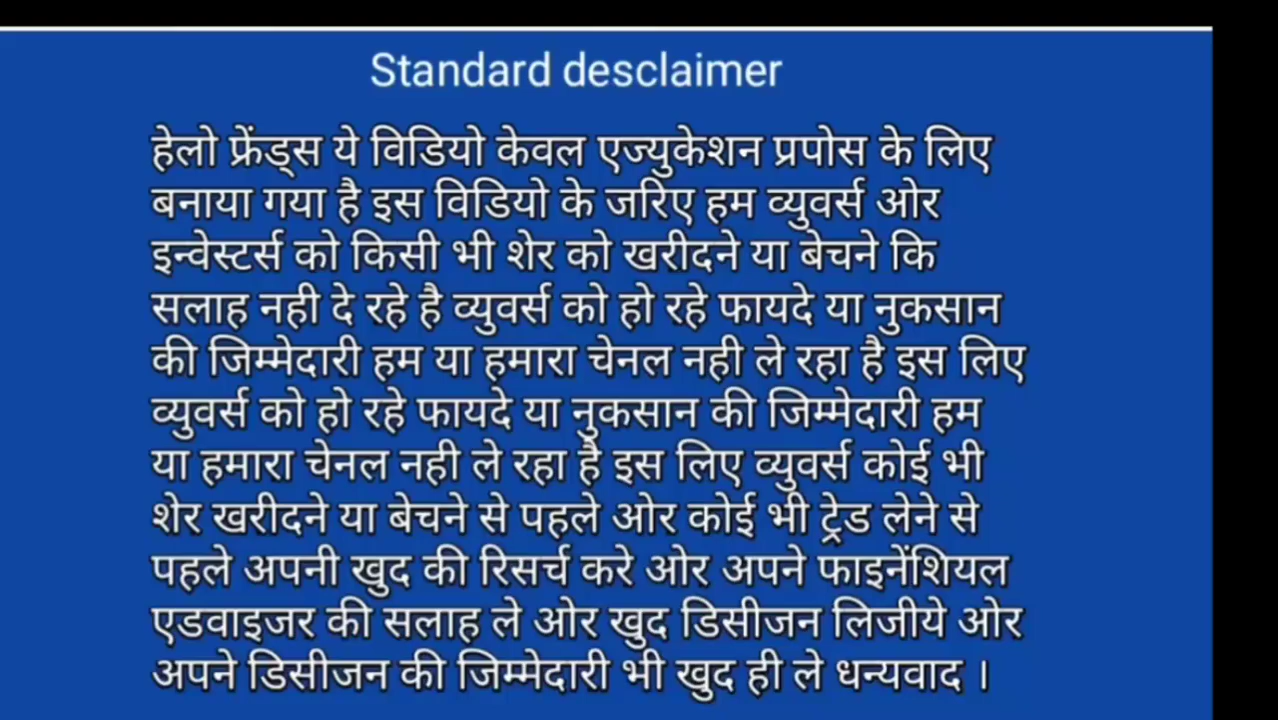 Standard desclaimer
हेलो फ्रेंड्स ये विडियो केवल एज्युकेशन प्रपोस के लिए
बनाया गया है इस विडियो के जरिए हम व्युवर्स ओर
इन्वेस्टर्स को किसी भी शेर को खरीदने या बेचने कि
सलाह नही दे रहे है व्युवर्स को हो रहे फायदे या नुकसान
की जिम्मेदारी हम या हमारा चेनल नही ले रहा है इस लिए
व्युवर्स को हो रहे फायदे या नुकसान की जिम्मेदारी हम
या हमारा चेनल नही ले रहा है इस लिए व्युवर्स कोई भी
शेर खरीदने या बेचने से पहले ओर कोई भी ट्रेड लेने से
पहले अपनी खुद की रिसर्च करे ओर अपने फाइनेंशियल
एडवाइजर की सलाह ले ओर खुद डिसीजन लिजीये ओर
अपने डिसीजन की जिम्मेदारी भी खुद ही ले धन्यवाद ।